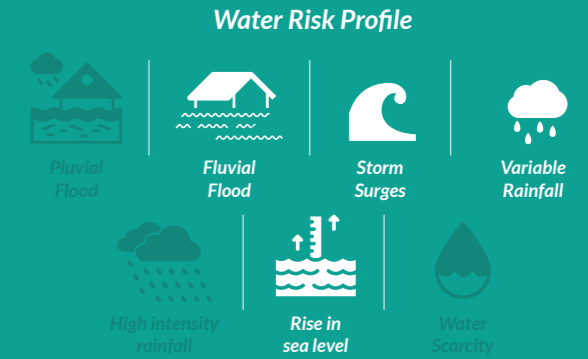 Water Risk Profile
Pluvial
Flood
Fluvial
Flood
Storm
Surges
Variable
Rainfall
High intensity
rainfall
Rise in
sea level
Water
Scarcity